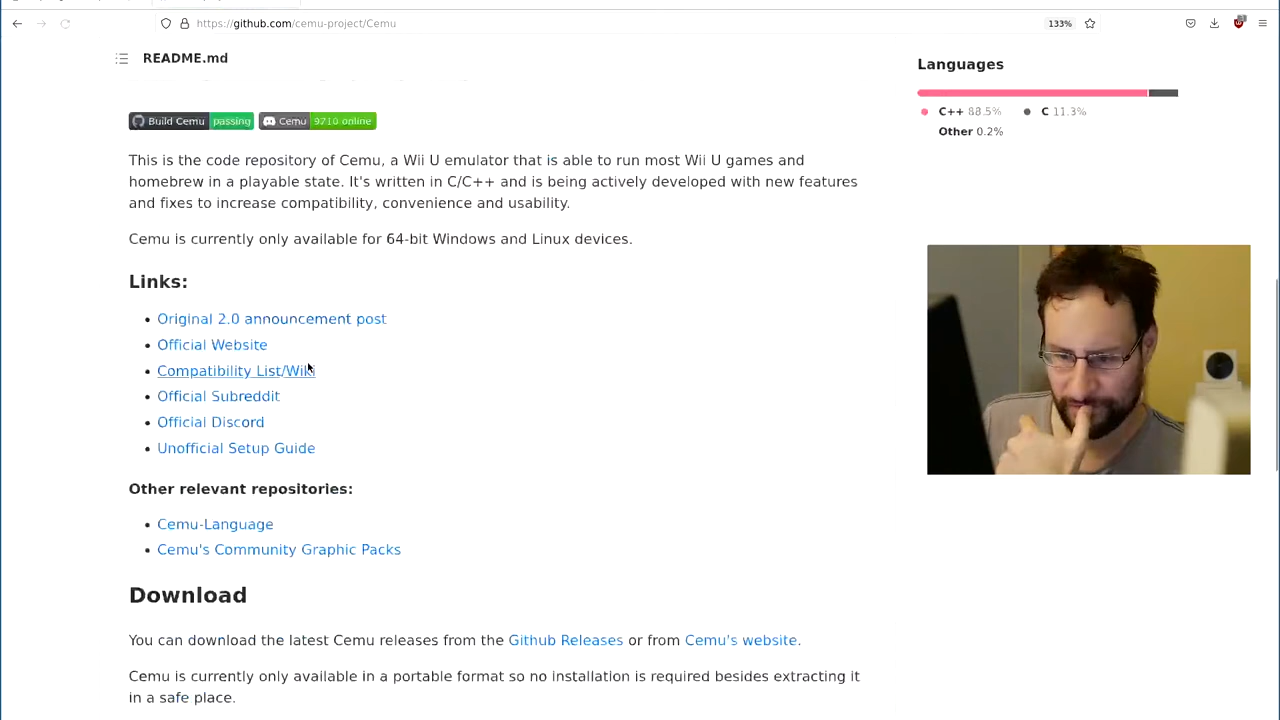 https://github.com/cemu-project/Cemu
133%
README.md
Languages
C++ 88.5%
C 11.3%
Other 0.2%
Build Cemu passing
Cemu 9710 online
This is the code repository of Cemu, a Wii U emulator that is able to run most Wii U games and
homebrew in a playable state. It's written in C/C++ and is being actively developed with new features
and fixes to increase compatibility, convenience and usability.
Cemu is currently only available for 64-bit Windows and Linux devices.
Links:
Original 2.0 announcement post
Official Website
Compatibility List/Wiki
Official Subreddit
Official Discord
Unofficial Setup Guide
Other relevant repositories:
Cemu-Language
Cemu's Community Graphic Packs
Download
You can download the latest Cemu releases from the Github Releases or from Cemu's website.
Cemu is currently only available in a portable format so no installation is required besides extracting it
in a safe place.